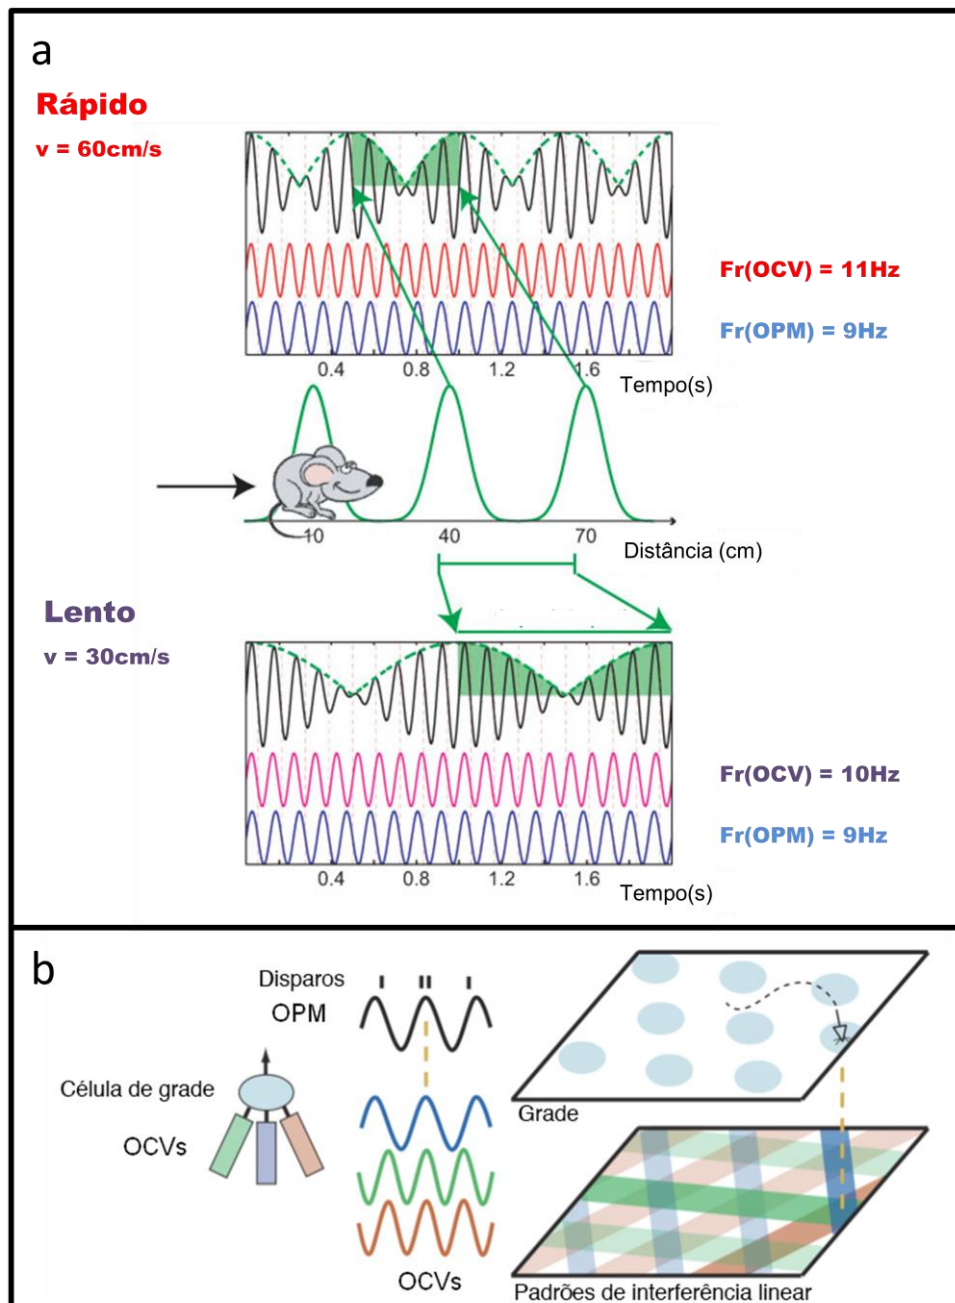 a
Rápido
v = 60cm/s
Fr(OCV) = 11Hz
Fr(OPM) = 9Hz
0.4 0.8 1.2 1.6
Tempo(s)
10 40 70
Distância (cm)
Lento
v = 30cm/s
Fr(OCV) = 10Hz
Fr(OPM) = 9Hz
0.4 0.8 1.2 1.6
Tempo(s)
b
Disparos
OPM
Célula de grade
OCVs
OCVs
Grade
Padrões de interferência linear